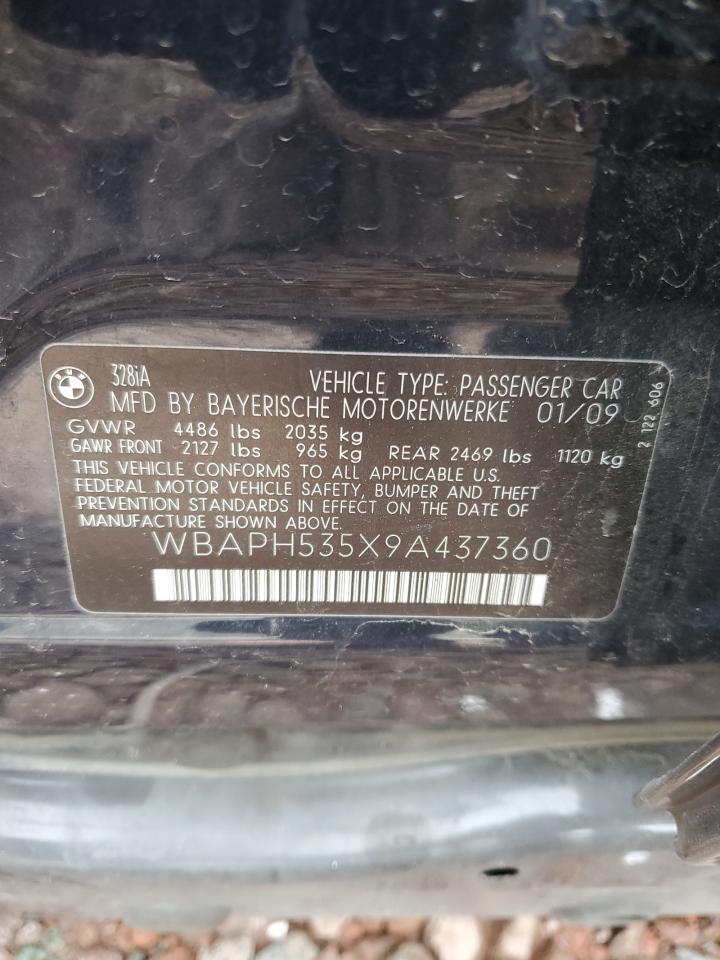 BMW
328iA VEHICLE TYPE: PASSENGER CAR
MFD BY BAYERISCHE MOTORENWERKE 01/09
GVWR 4486 lbs 2035 kg
GAWR FRONT 2127 lbs 965 kg REAR 2469 lbs 1120 kg
THIS VEHICLE CONFORMS TO ALL APPLICABLE U.S.
FEDERAL MOTOR VEHICLE SAFETY, BUMPER AND THEFT
PREVENTION STANDARDS IN EFFECT ON THE DATE OF
MANUFACTURE SHOWN ABOVE.
WBAPH535X9A437360
2 122 606